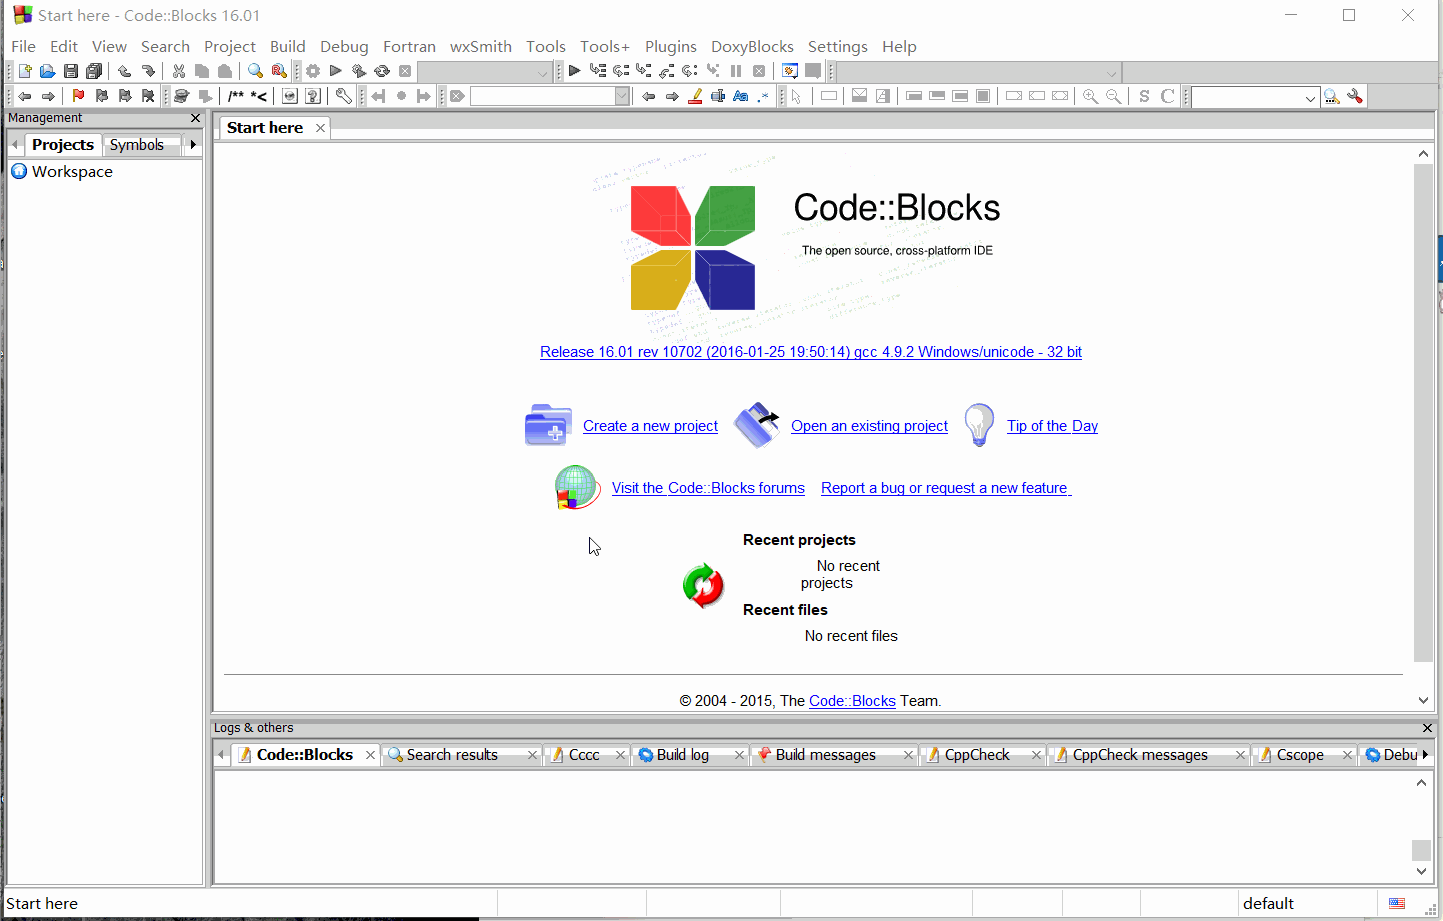 Start here - Code::Blocks 16.01
File Edit View Search Project Build Debug Fortran wxSmith Tools Tools+ Plugins DoxyBlocks Settings Help
/** *<
S C
Management
Projects Symbols
Workspace
Start here
Code::Blocks
The open source, cross-platform IDE
Release 16.01 rev 10702 (2016-01-25 19:50:14) gcc 4.9.2 Windows/unicode - 32 bit
Create a new project Open an existing project Tip of the Day
Visit the Code::Blocks forums Report a bug or request a new feature
Recent projects
No recent
projects
Recent files
No recent files
© 2004 - 2015, The Code::Blocks Team.
Logs & others
Code::Blocks Search results Cccc Build log Build messages CppCheck CppCheck messages Cscope Debu
Start here default